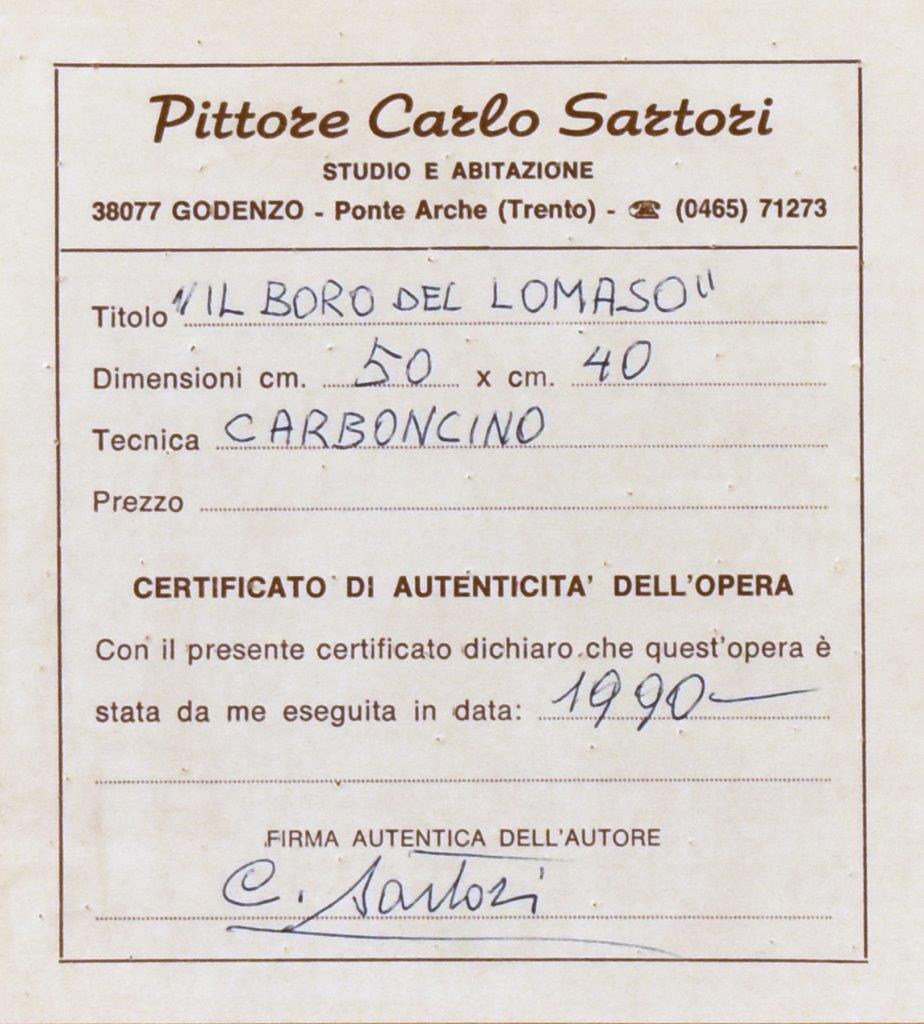 Pittore Carlo Sartori
STUDIO E ABITAZIONE
38077 GODENZO - Ponte Arche (Trento) - ☎ (0465) 71273
Titolo "IL BORO DEL LOMASO"
Dimensioni cm. 50 x cm. 40
Tecnica CARBONCINO
Prezzo
CERTIFICATO DI AUTENTICITA' DELL'OPERA
Con il presente certificato dichiaro che quest'opera è
stata da me eseguita in data: 1990
FIRMA AUTENTICA DELL'AUTORE
C. Sartori